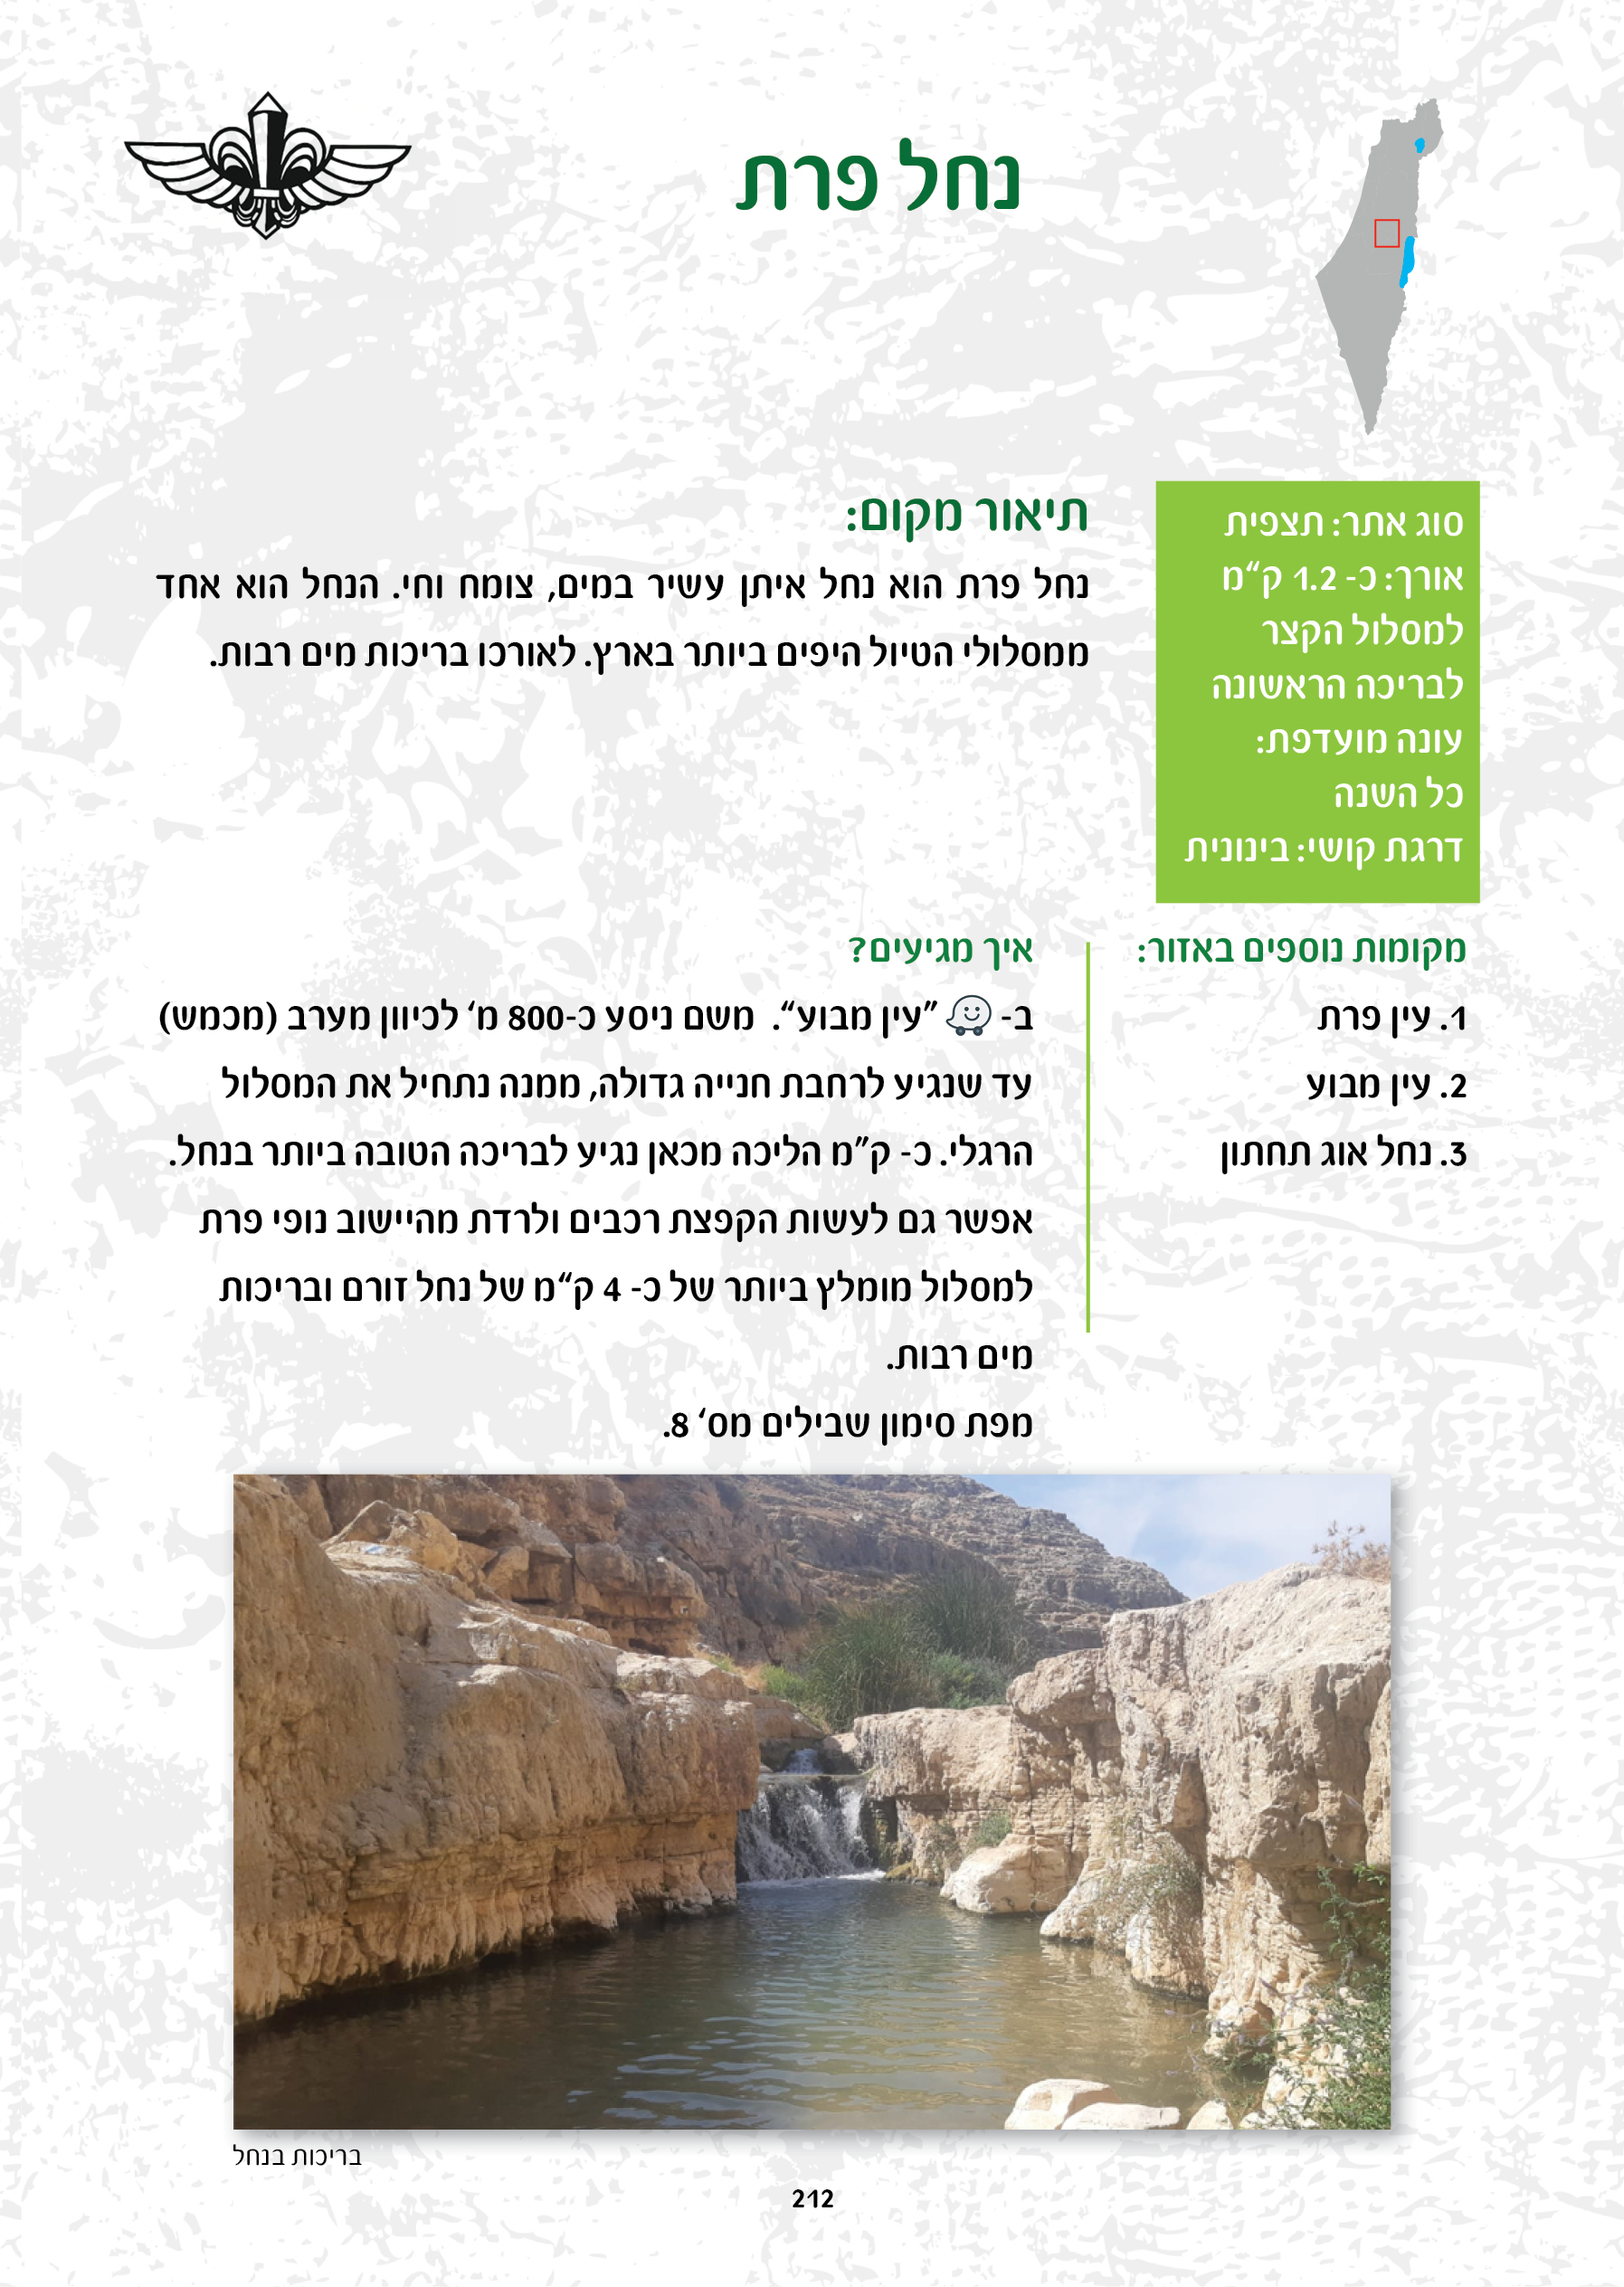 נחל פרת
סוג אתר: תצפית
אורך: כ- 1.2 ק“מ
למסלול הקצר
לבריכה הראשונה
עונה מועדפת:
כל השנה
דרגת קושי: בינונית
תיאור מקום:
נחל פרת הוא נחל איתן עשיר במים, צומח וחי. הנחל הוא אחד
ממסלולי הטיול היפים ביותר בארץ. לאורכו בריכות מים רבות.
מקומות נוספים באזור:
1. עין פרת
2. עין מבוע
3. נחל אוג תחתון
איך מגיעים?
ב- ”עין מבוע“. משם ניסע כ-800 מ‘ לכיוון מערב (מכמש)
עד שנגיע לרחבת חנייה גדולה, ממנה נתחיל את המסלול
הרגלי. כ- ק”מ הליכה מכאן נגיע לבריכה הטובה ביותר בנחל.
אפשר גם לעשות הקפצת רכבים ולרדת מהיישוב נופי פרת
למסלול מומלץ ביותר של כ- 4 ק“מ של נחל זורם ובריכות
מים רבות.
מפת סימון שבילים מס‘ 8.
בריכות בנחל
212